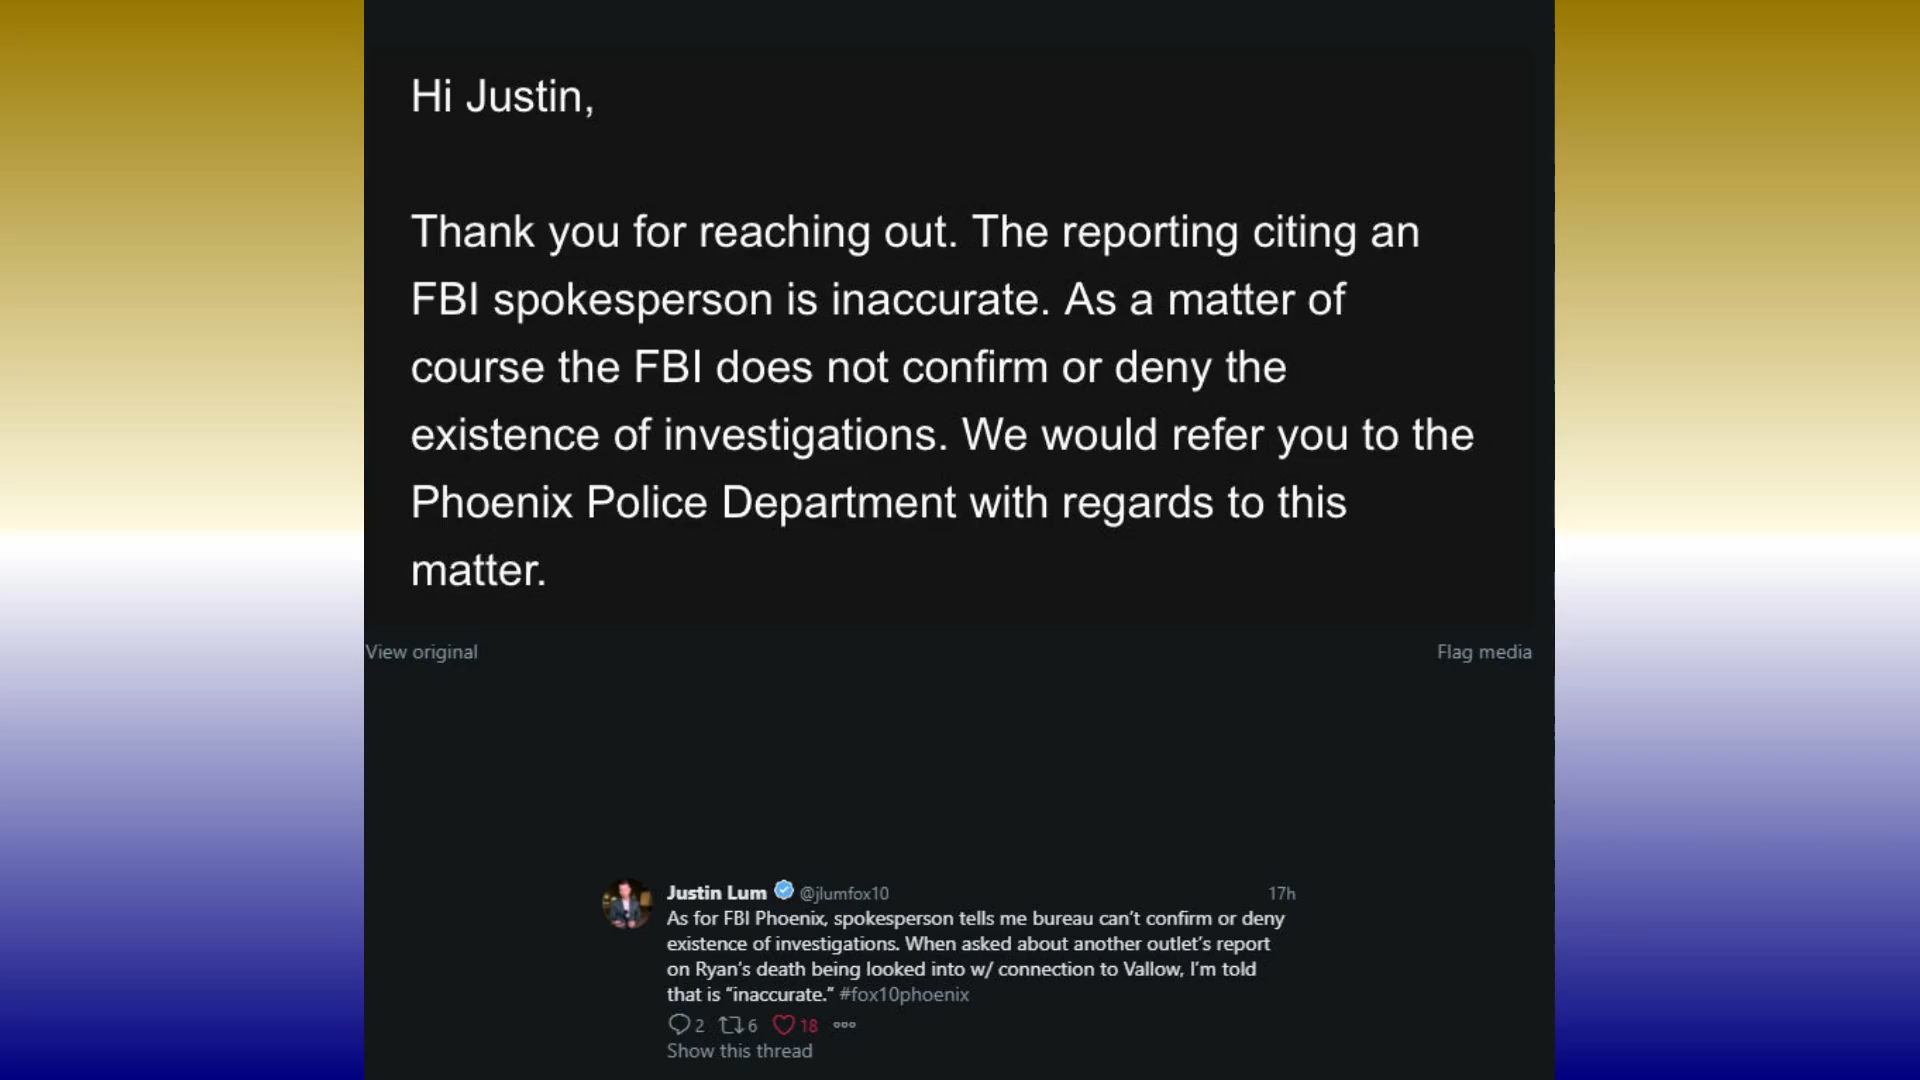 Hi Justin,
Thank you for reaching out. The reporting citing an
FBI spokesperson is inaccurate. As a matter of
course the FBI does not confirm or deny the
existence of investigations. We would refer you to the
Phoenix Police Department with regards to this
matter.
View original
Flag media
Justin Lum @jlumfox10 17h
As for FBI Phoenix, spokesperson tells me bureau can't confirm or deny
existence of investigations. When asked about another outlet's report
on Ryan's death being looked into w/ connection to Vallow, I'm told
that is "inaccurate." #fox10phoenix
2 6 18
Show this thread